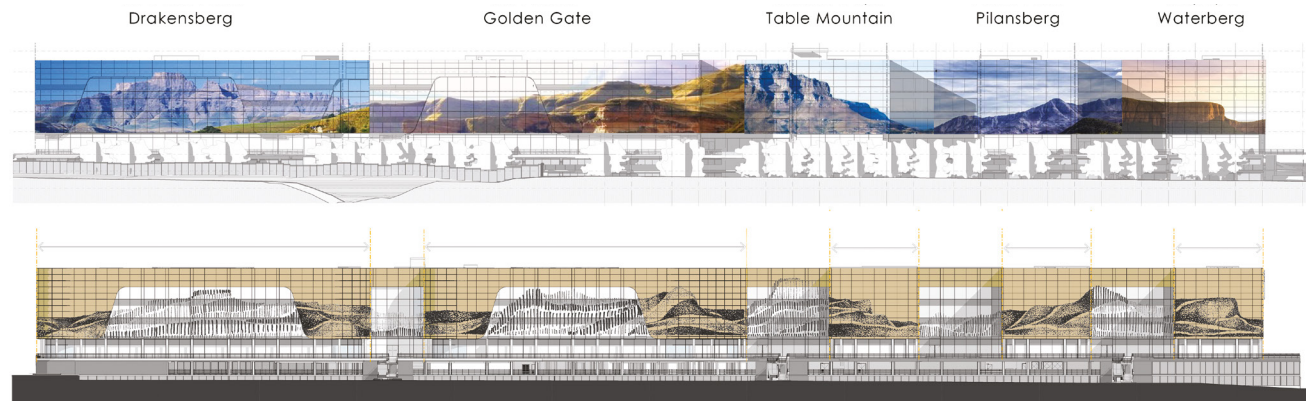 Drakensberg
Golden Gate
Table Mountain
Pilansberg
Waterberg